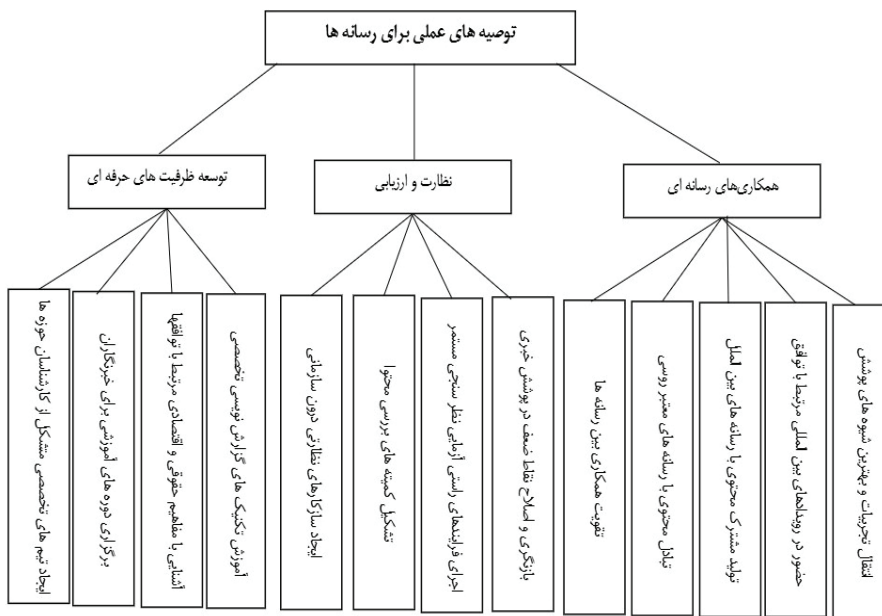 توصیه های عملی برای رسانه ها
همکاری‌های رسانه ای
نظارت و ارزیابی
توسعه ظرفیت های حرفه ای
انتقال تجربیات و بهترین شیوه های پوشش
حضور در رویدادهای بین المللی مرتبط با توافق
تولید مشترک محتوی با رسانه های بین الملل
تبادل محتوی با رسانه های معتبر روسی
تقویت همکاری بین رسانه ها
بازنگری و اصلاح نقاط ضعف در پوشش خبری
اجرای فرایندهای راستی آزمایی نظر سنجی مستمر
تشکیل کمیته های بررسی محتوا
ایجاد سازکارهای نظارتی درون سازمانی
آموزش تکنیک های گزارش نویسی تخصصی
آشنایی با مفاهیم حقوقی و اقتصادی مرتبط با توافقها
برگزاری دوره های آموزشی برای خبرنگاران
ایجاد تیم های تخصصی متشکل از کارشناسان حوزه ها